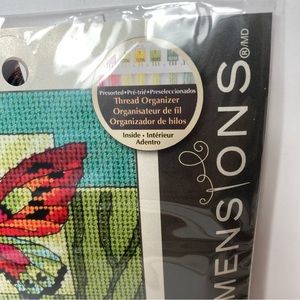 Presorted•Pré-trié•Preseleccionados
Thread Organizer
Organisateur de fil
Organizador de hilos
Inside • Intérieur
Adentro
MENSIONS®/MD